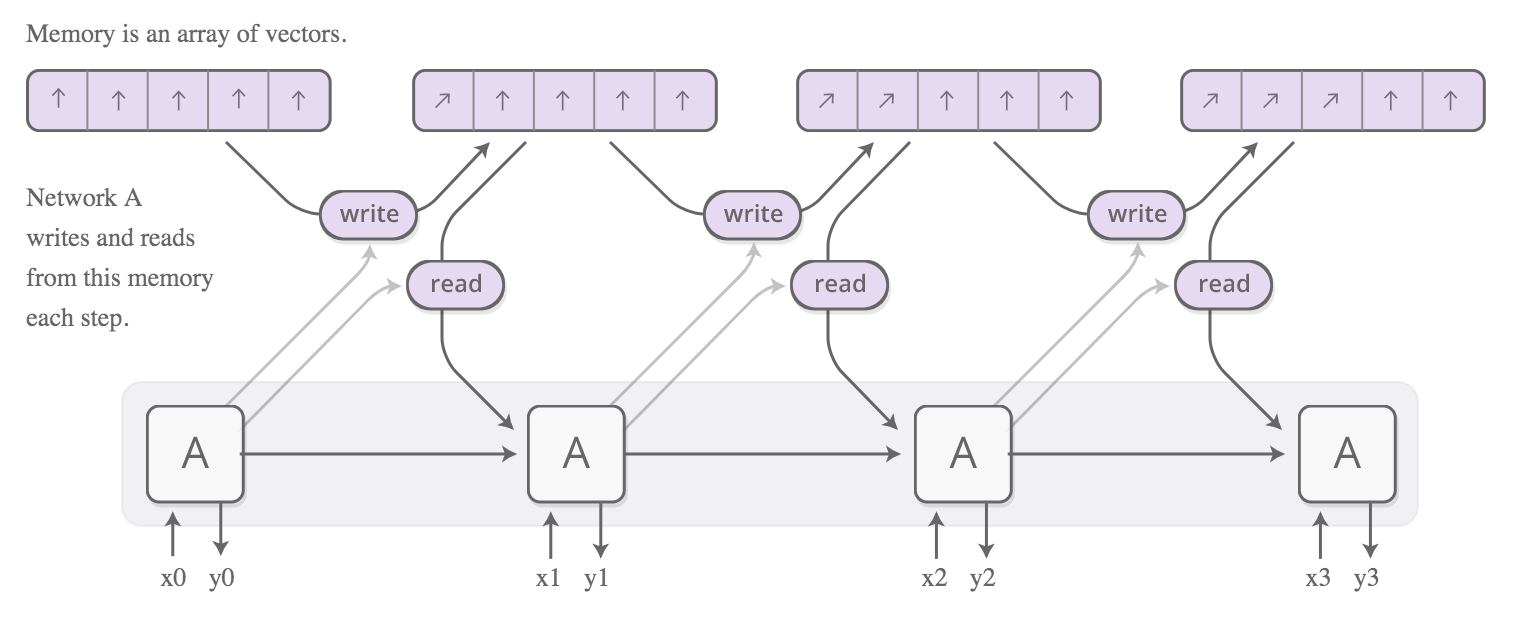 Memory is an array of vectors.
Network A
writes and reads
from this memory
each step.
write
write
write
read
read
read
A
A
A
A
x0 y0
x1 y1
x2 y2
x3 y3